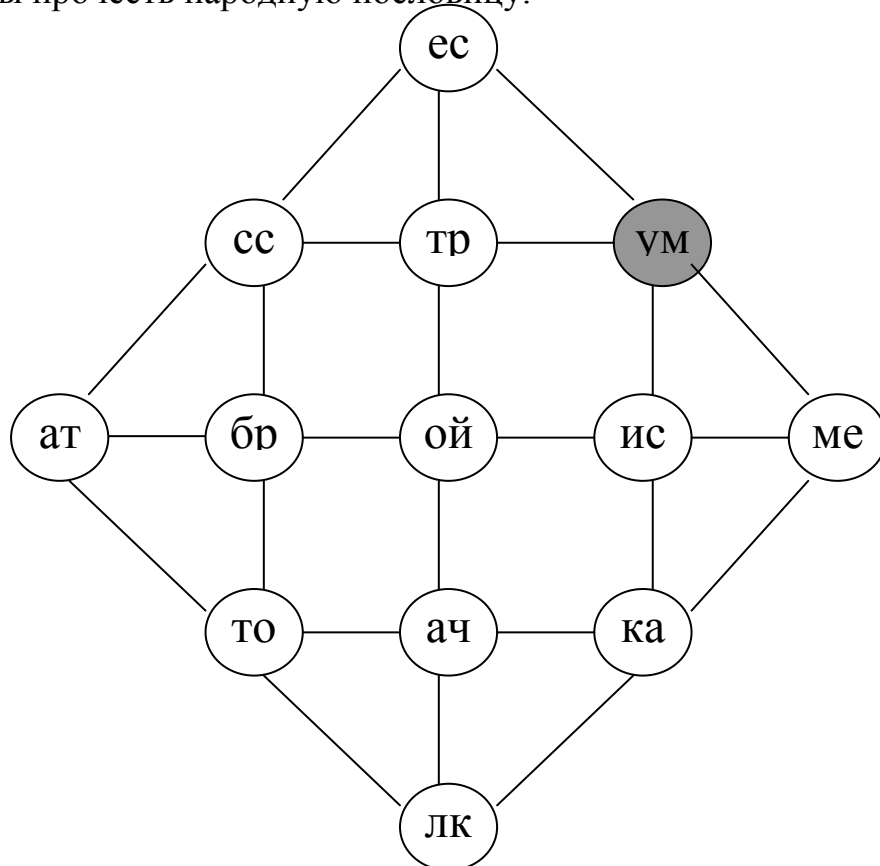 ы прочесть народную пословицу.
ес
сс тр ум
ат бр ой ис ме
то ач ка
лк